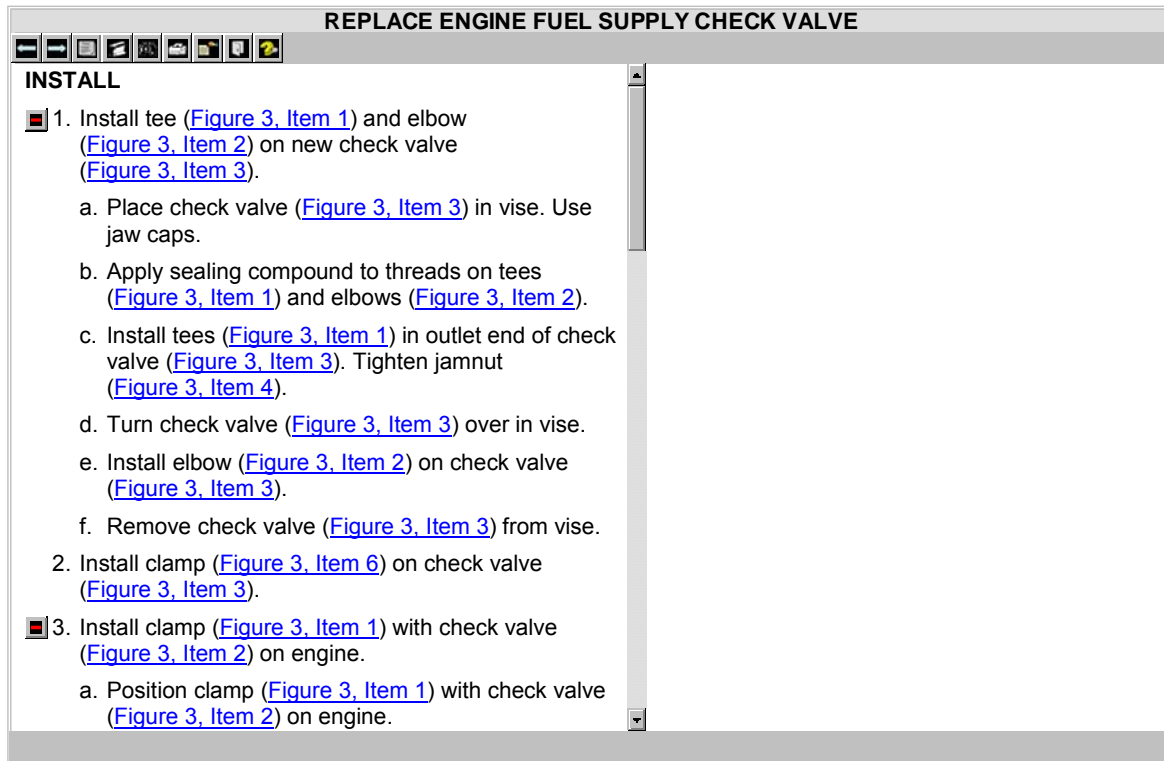 REPLACE ENGINE FUEL SUPPLY CHECK VALVE
INSTALL
1. Install tee (Figure 3, Item 1) and elbow
(Figure 3, Item 2) on new check valve
(Figure 3, Item 3).
a. Place check valve (Figure 3, Item 3) in vise. Use
jaw caps.
b. Apply sealing compound to threads on tees
(Figure 3, Item 1) and elbows (Figure 3, Item 2).
c. Install tees (Figure 3, Item 1) in outlet end of check
valve (Figure 3, Item 3). Tighten jamnut
(Figure 3, Item 4).
d. Turn check valve (Figure 3, Item 3) over in vise.
e. Install elbow (Figure 3, Item 2) on check valve
(Figure 3, Item 3).
f. Remove check valve (Figure 3, Item 3) from vise.
2. Install clamp (Figure 3, Item 6) on check valve
(Figure 3, Item 3).
3. Install clamp (Figure 3, Item 1) with check valve
(Figure 3, Item 2) on engine.
a. Position clamp (Figure 3, Item 1) with check valve
(Figure 3, Item 2) on engine.